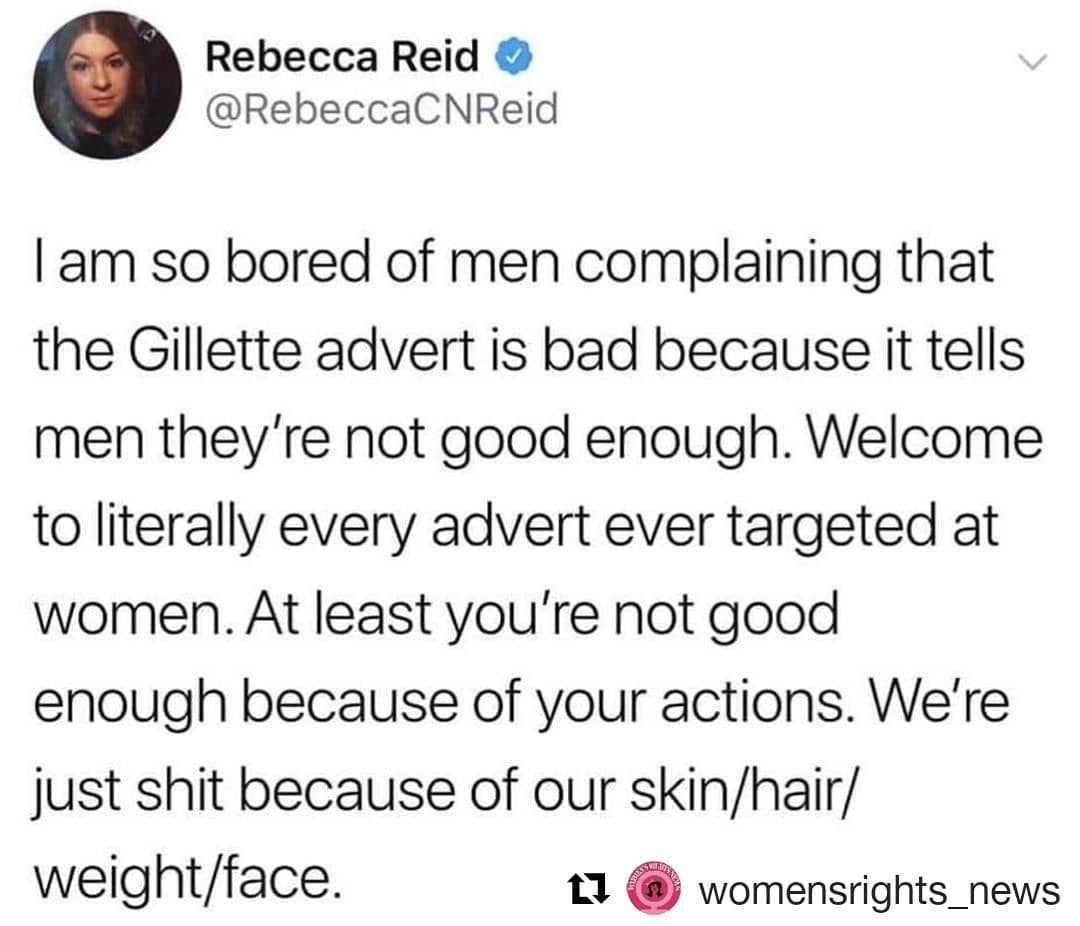 Rebecca Reid
@RebeccaCNReid
I am so bored of men complaining that
the Gillette advert is bad because it tells
men they're not good enough. Welcome
to literally every advert ever targeted at
women. At least you're not good
enough because of your actions. We're
just shit because of our skin/hair/
weight/face.
womensrights_news